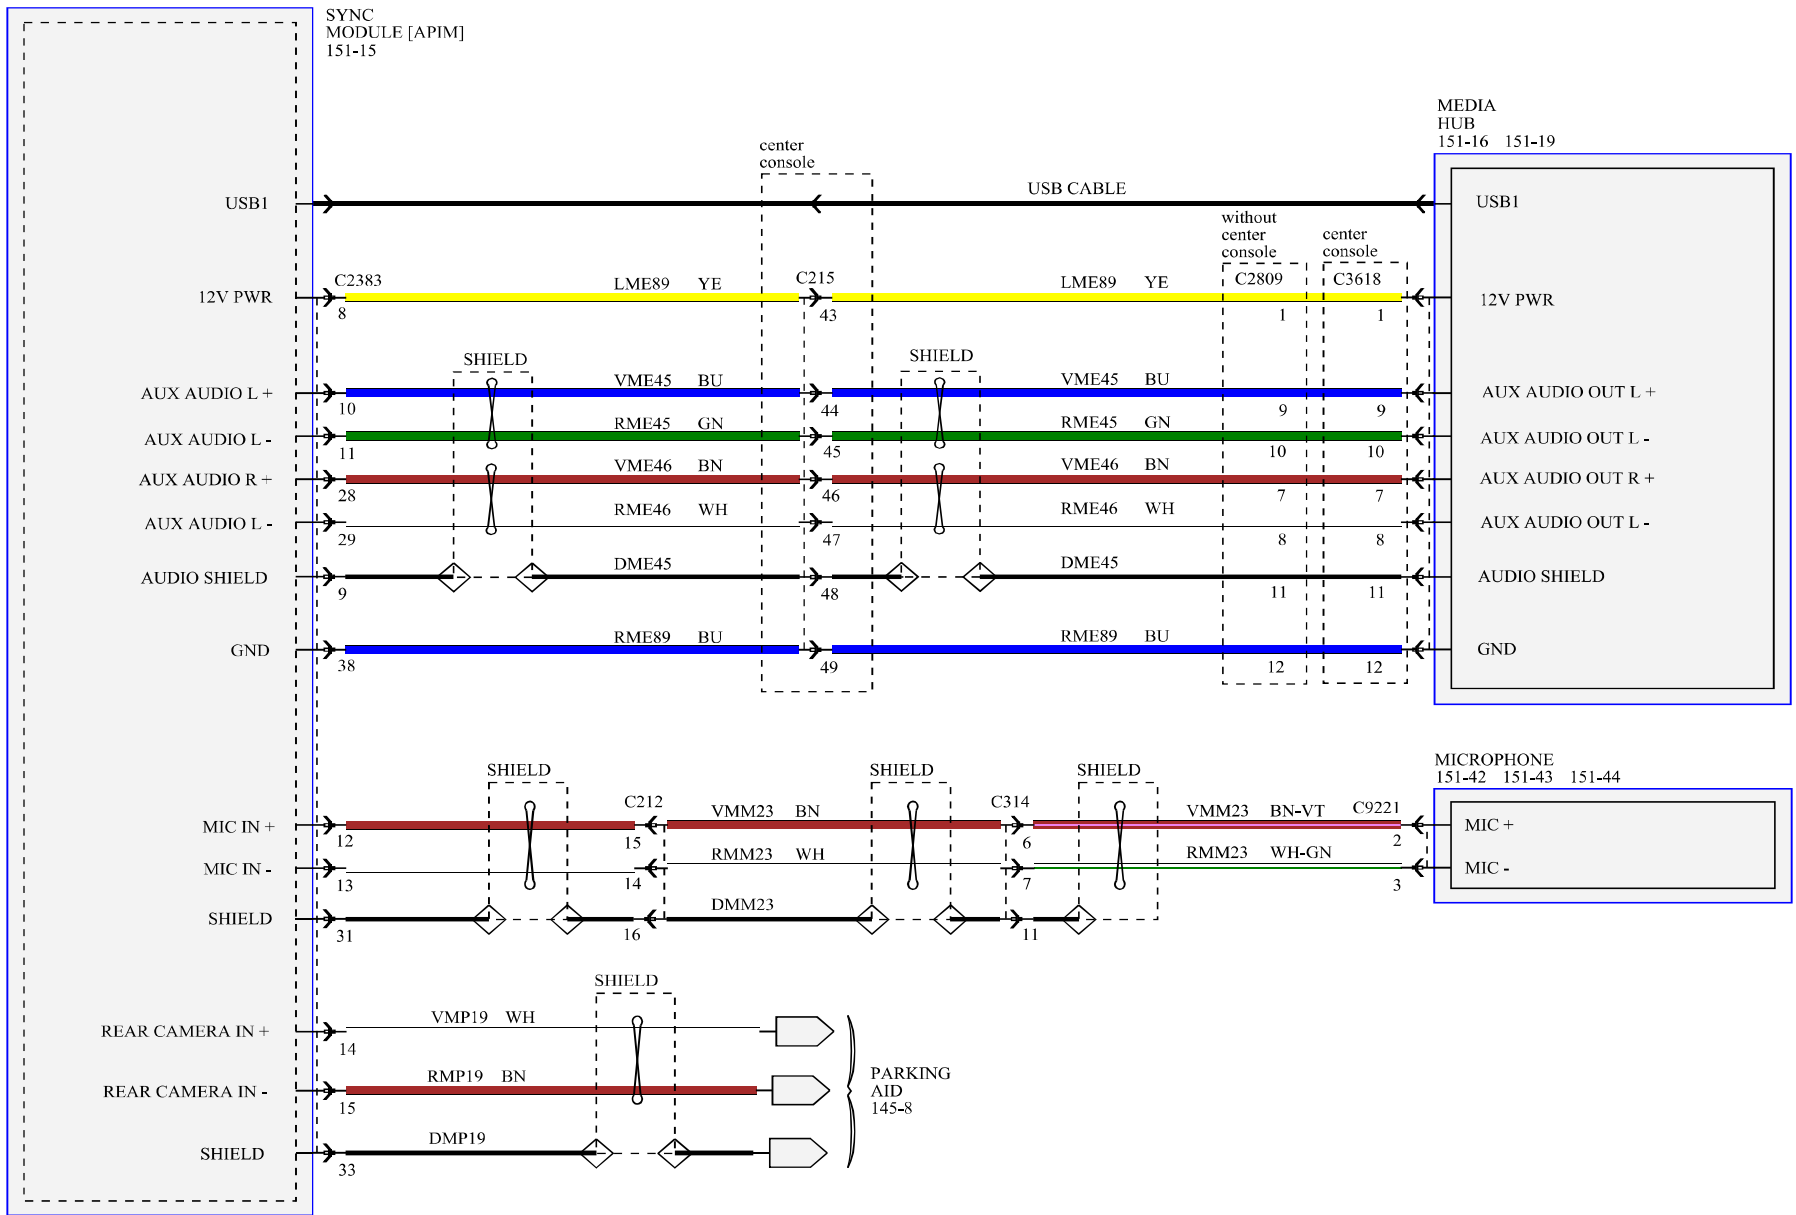 SYNC
MODULE [APIM]
151-15
MEDIA
HUB
151-16 151-19
center
console
USB1
USB CABLE
USB1
without
center
console
center
console
12V PWR
C2383
8
LME89 YE
C215
43
LME89 YE
C2809
1
C3618
1
12V PWR
SHIELD
SHIELD
AUX AUDIO L +
10
VME45 BU
44
VME45 BU
9
9
AUX AUDIO OUT L +
AUX AUDIO L -
11
RME45 GN
45
RME45 GN
10
10
AUX AUDIO OUT L -
AUX AUDIO R +
28
VME46 BN
46
VME46 BN
7
7
AUX AUDIO OUT R +
AUX AUDIO L -
29
RME46 WH
47
RME46 WH
8
8
AUX AUDIO OUT L -
AUDIO SHIELD
9
DME45
48
DME45
11
11
AUDIO SHIELD
GND
38
RME89 BU
49
RME89 BU
12
12
GND
MICROPHONE
151-42 151-43 151-44
SHIELD
SHIELD
SHIELD
MIC IN +
12
C212
15
VMM23 BN
C314
6
VMM23 BN-VT
C9221
2
MIC +
MIC IN -
13
14
RMM23 WH
7
RMM23 WH-GN
3
MIC -
SHIELD
31
16
DMM23
11
SHIELD
REAR CAMERA IN +
14
VMP19 WH
REAR CAMERA IN -
15
RMP19 BN
PARKING
AID
145-8
SHIELD
33
DMP19